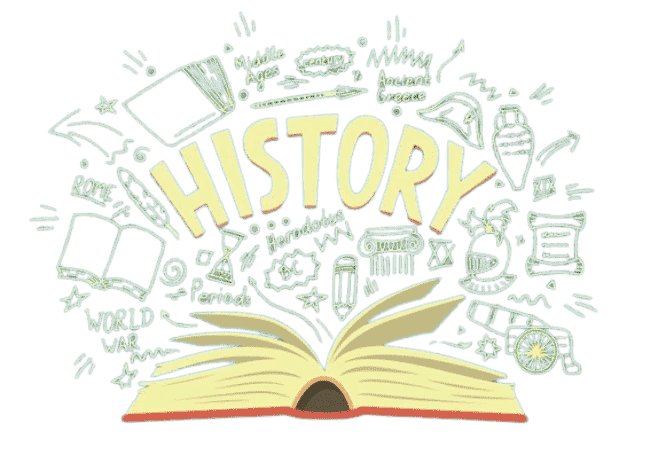 Middle
Ages
century
Ancient
Greece
HISTORY
ROME
XIX
Herodotus
BC
Periods
WORLD
WAR